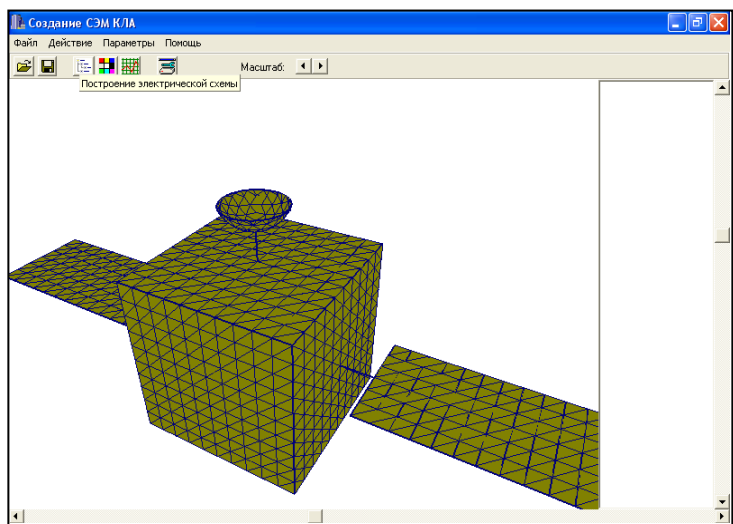 Создание СЭМ КЛА
Файл Действие Параметры Помощь
Масштаб:
Построение электрической схемы